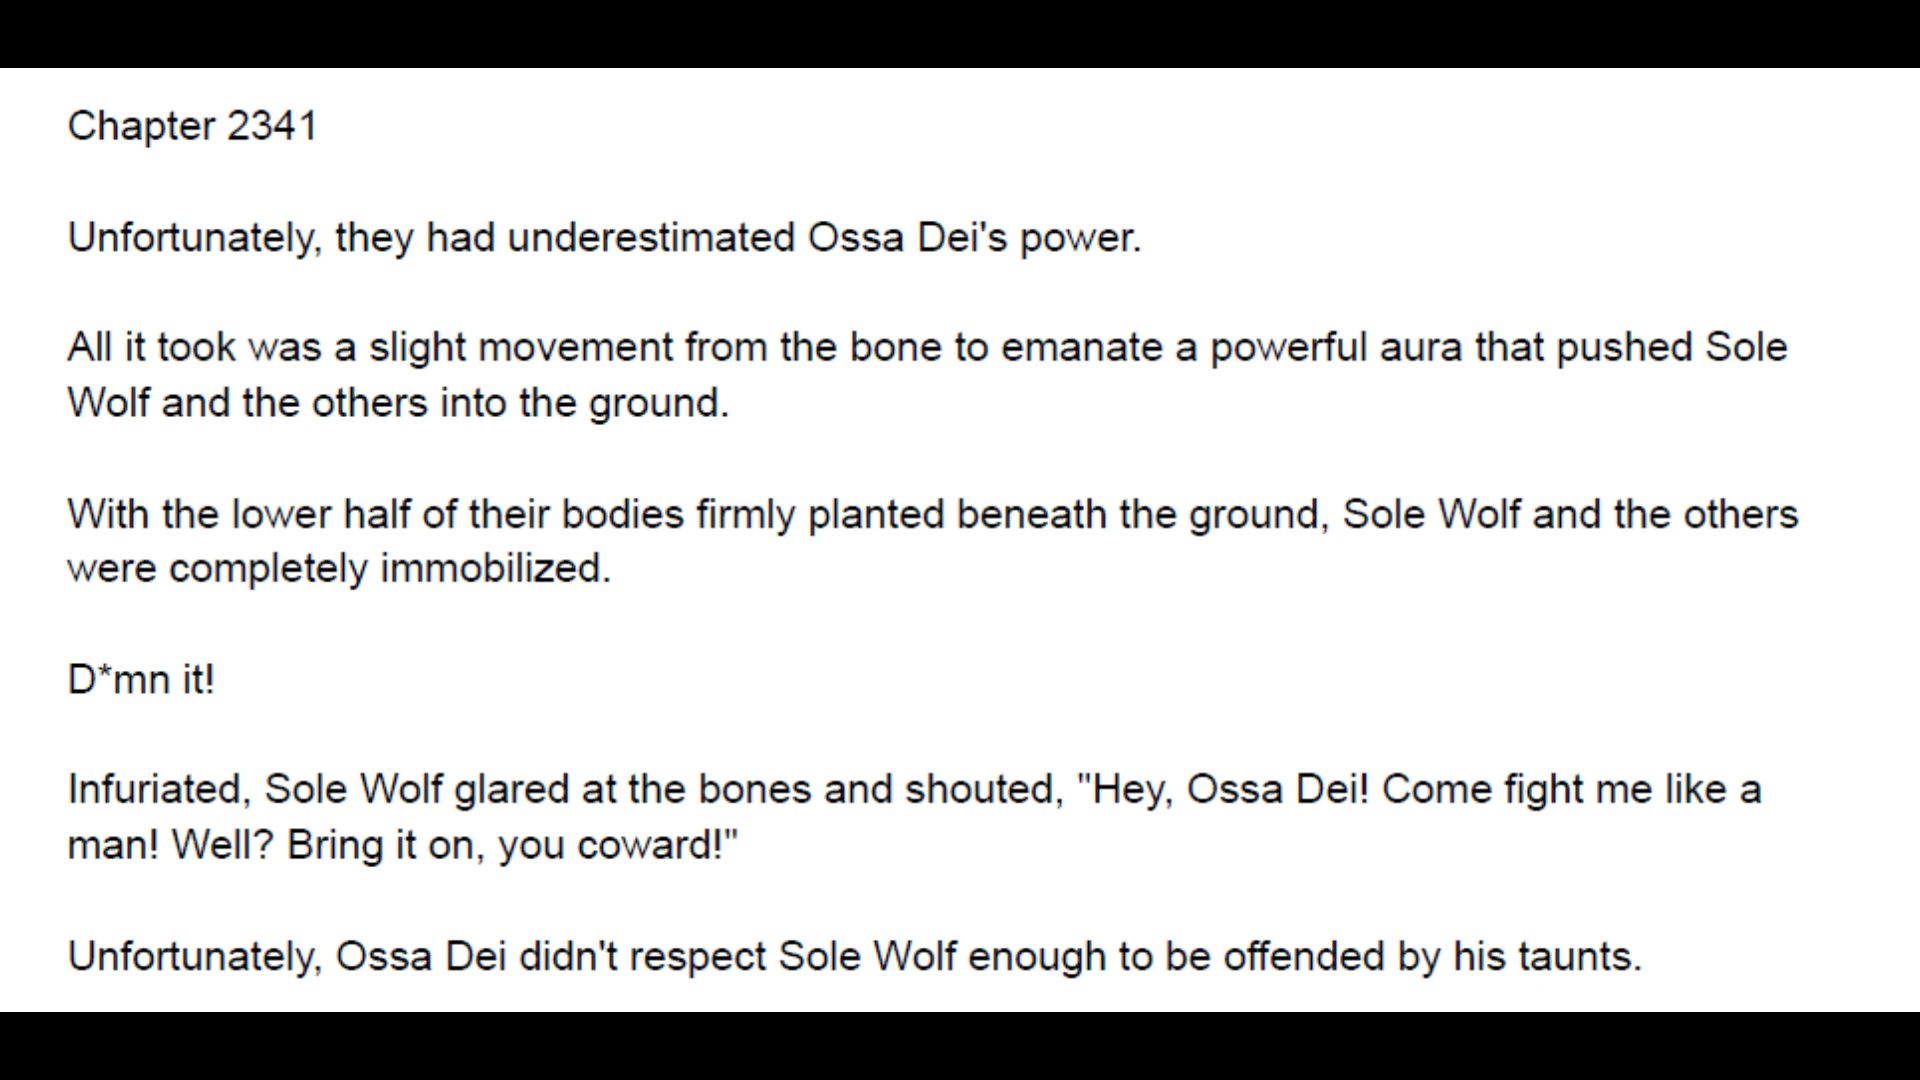 Chapter 2341
Unfortunately, they had underestimated Ossa Dei's power.
All it took was a slight movement from the bone to emanate a powerful aura that pushed Sole
Wolf and the others into the ground.
With the lower half of their bodies firmly planted beneath the ground, Sole Wolf and the others
were completely immobilized.
D*mn it!
Infuriated, Sole Wolf glared at the bones and shouted, "Hey, Ossa Dei! Come fight me like a
man! Well? Bring it on, you coward!"
Unfortunately, Ossa Dei didn't respect Sole Wolf enough to be offended by his taunts.